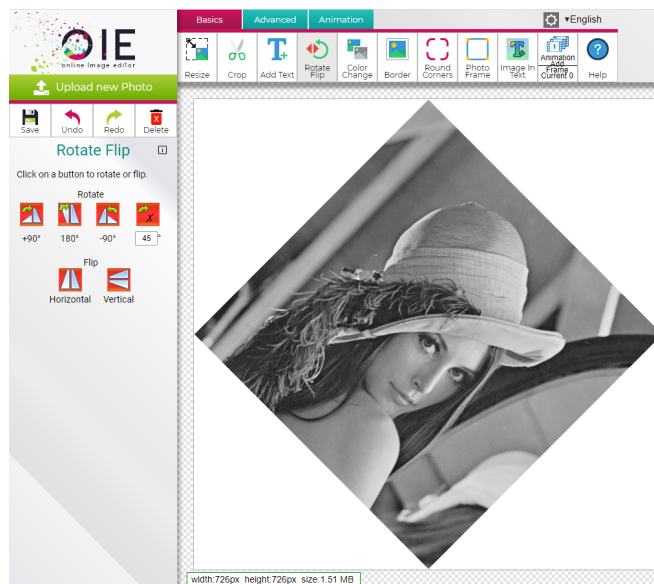 Basics Advanced Animation ▾English
OIE
online image editor
Resize Crop Add Text Rotate Flip Color Change Border Round Corners Photo Frame Image In Text Animation Add Frame Current 0 Help
Upload new Photo
Save Undo Redo Delete
Rotate Flip
Click on a button to rotate or flip.
Rotate
+90° 180° -90° 45 °
Flip
Horizontal Vertical
width:726px height:726px size:1.51 MB